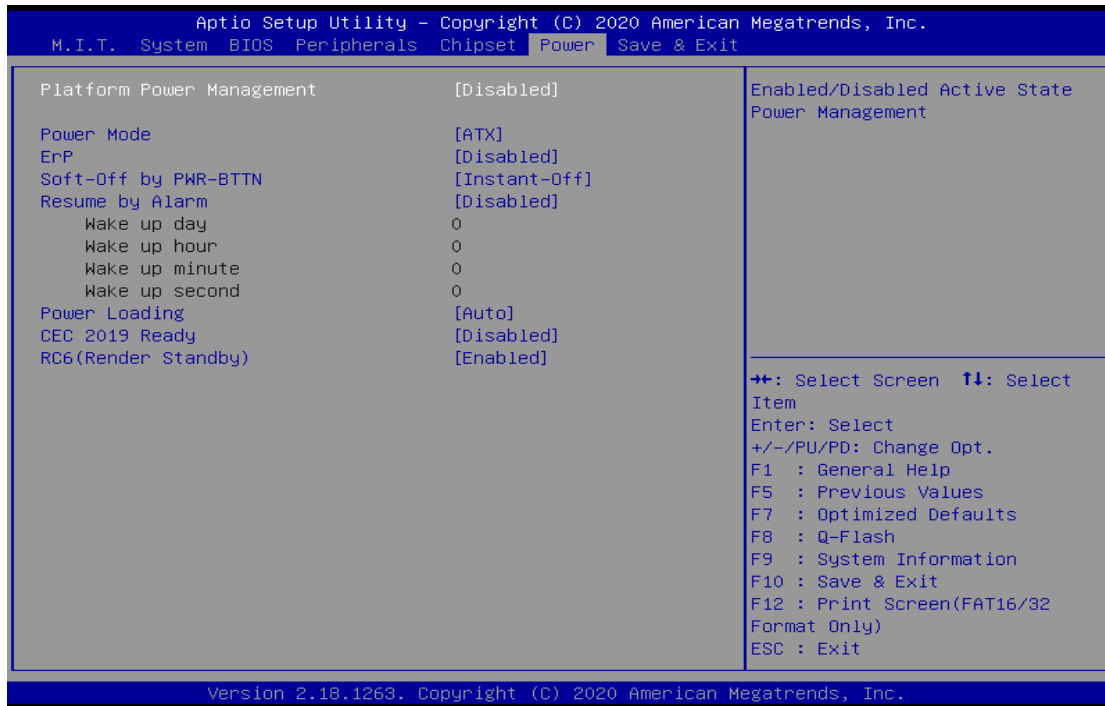 Aptio Setup Utility – Copyright (C) 2020 American Megatrends, Inc.
M.I.T. System BIOS Peripherals Chipset Power Save & Exit
Platform Power Management [Disabled]
Power Mode [ATX]
ErP [Disabled]
Soft-Off by PWR-BTTN [Instant-Off]
Resume by Alarm [Disabled]
Wake up day 0
Wake up hour 0
Wake up minute 0
Wake up second 0
Power Loading [Auto]
CEC 2019 Ready [Disabled]
RC6(Render Standby) [Enabled]
Enabled/Disabled Active State
Power Management
→←: Select Screen ↑↓: Select
Item
Enter: Select
+/-/PU/PD: Change Opt.
F1 : General Help
F5 : Previous Values
F7 : Optimized Defaults
F8 : Q-Flash
F9 : System Information
F10 : Save & Exit
F12 : Print Screen(FAT16/32
Format Only)
ESC : Exit
Version 2.18.1263. Copyright (C) 2020 American Megatrends, Inc.